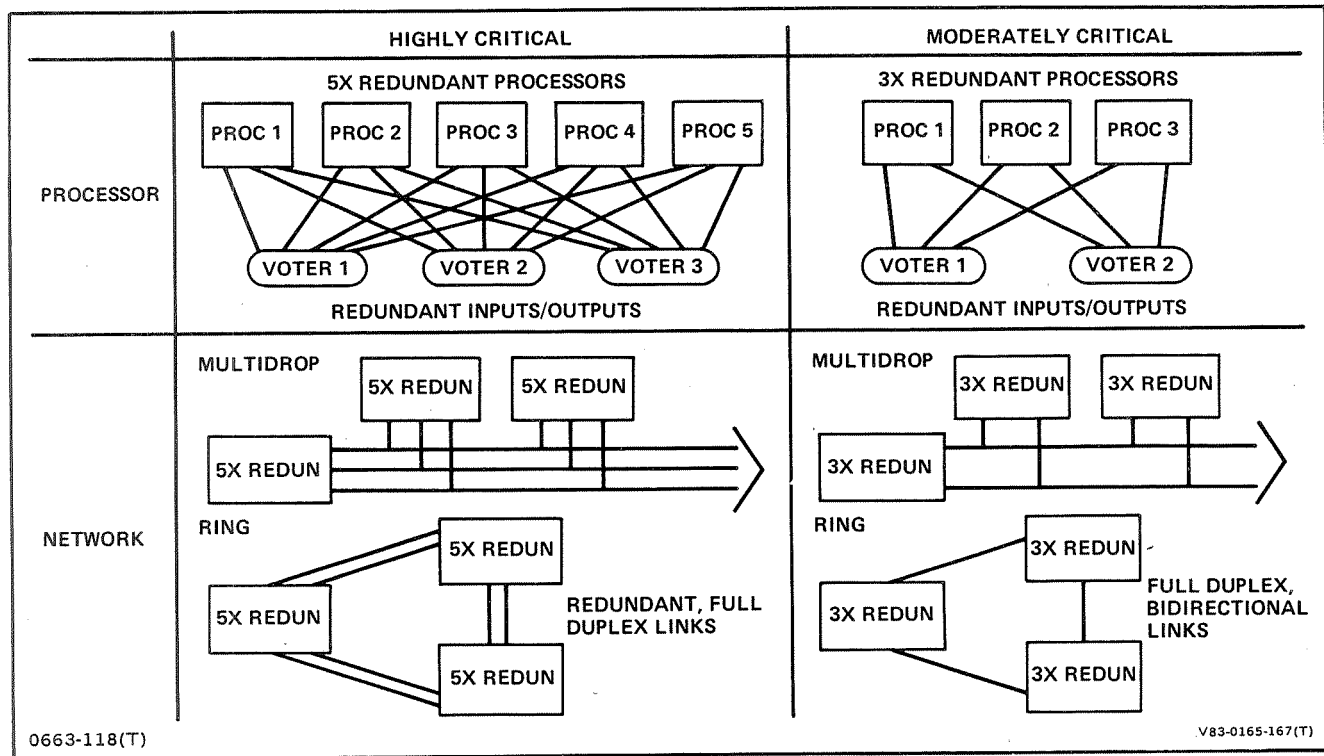 HIGHLY CRITICAL
MODERATELY CRITICAL
PROCESSOR
5X REDUNDANT PROCESSORS
PROC 1
PROC 2
PROC 3
PROC 4
PROC 5
VOTER 1
VOTER 2
VOTER 3
REDUNDANT INPUTS/OUTPUTS
3X REDUNDANT PROCESSORS
PROC 1
PROC 2
PROC 3
VOTER 1
VOTER 2
REDUNDANT INPUTS/OUTPUTS
NETWORK
MULTIDROP
5X REDUN
5X REDUN
5X REDUN
RING
5X REDUN
5X REDUN
5X REDUN
REDUNDANT, FULL
DUPLEX LINKS
MULTIDROP
3X REDUN
3X REDUN
3X REDUN
RING
3X REDUN
3X REDUN
3X REDUN
FULL DUPLEX,
BIDIRECTIONAL
LINKS
0663-118(T)
V83-0165-167(T)